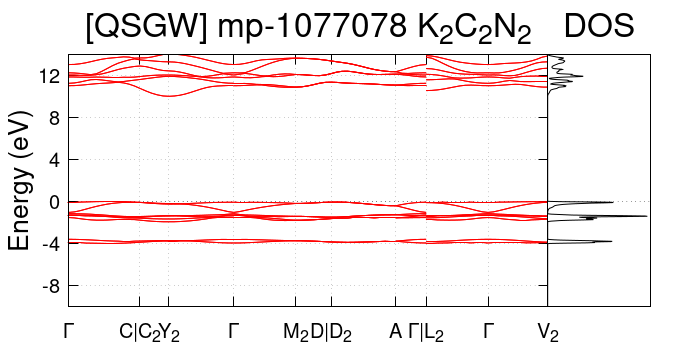 [QSGW] mp-1077078 K₂C₂N₂ DOS
Energy (eV)
12
8
4
0
-4
-8
Γ C|C₂Y₂ Γ M₂D|D₂ A Γ|L₂ Γ V₂